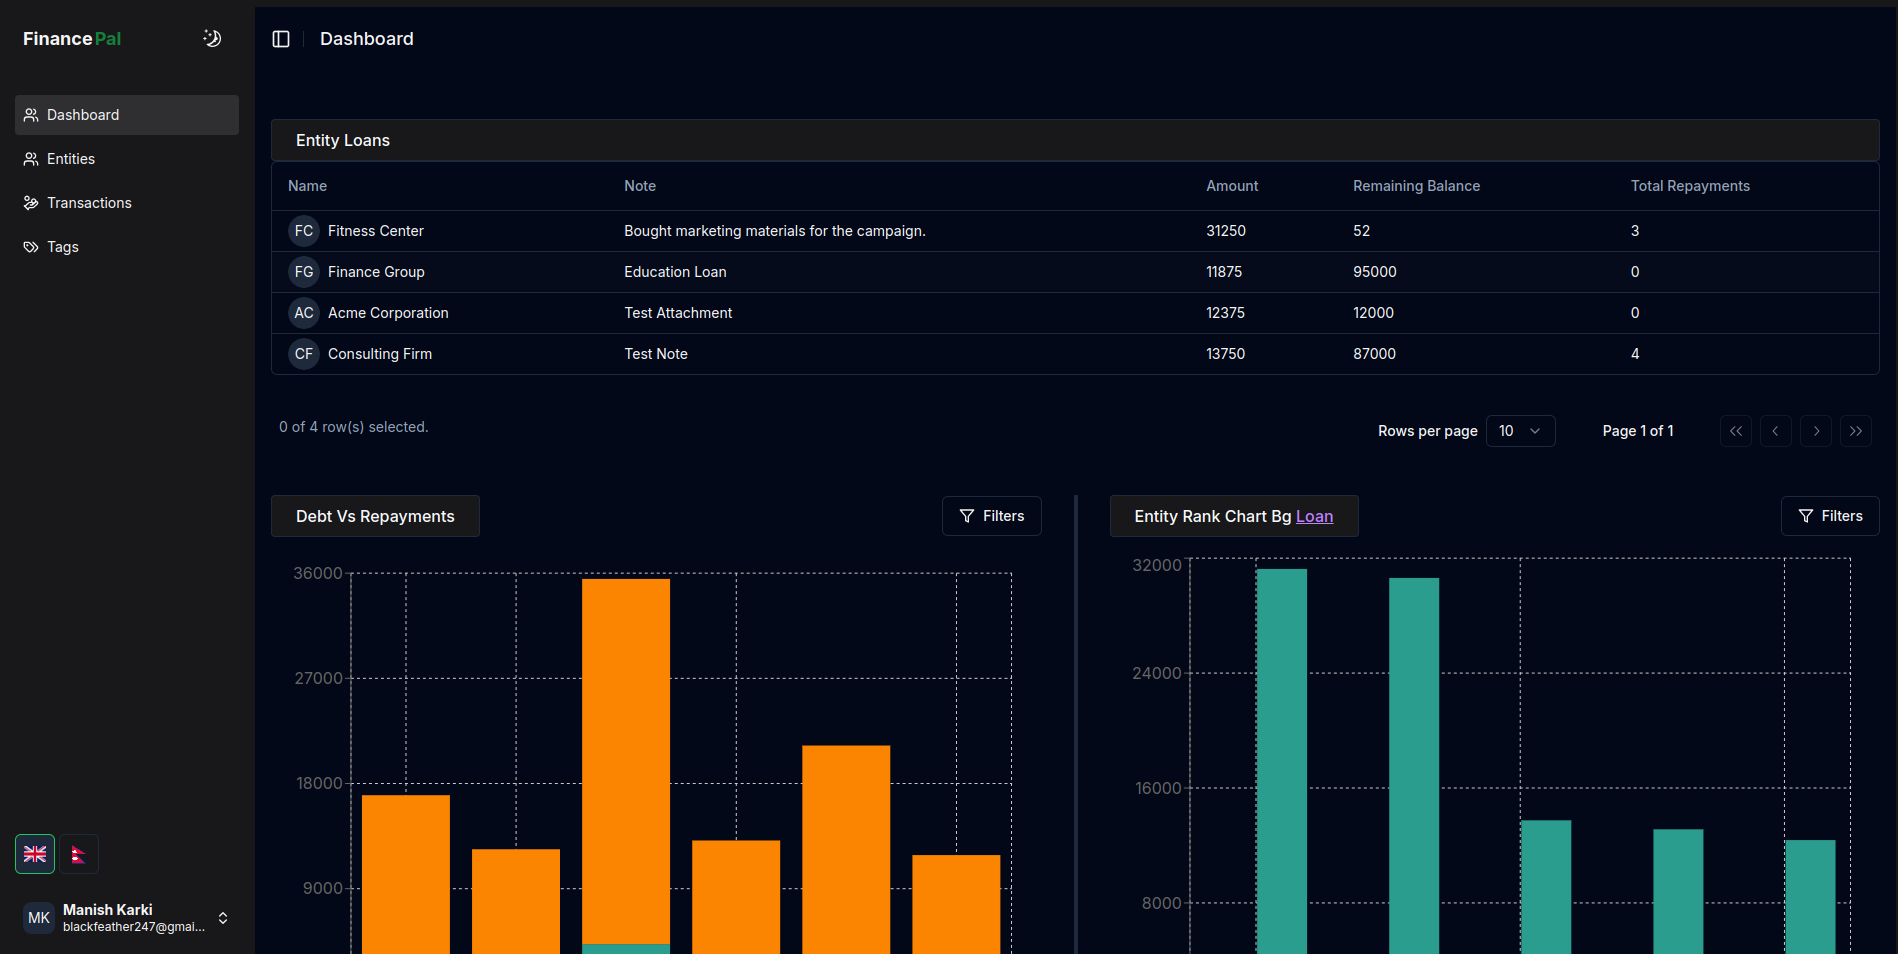 FinancePal
Dashboard
Entities
Transactions
Tags
MK
Manish Karki
blackfeather247@gmai...
Dashboard
Entity Loans
Name Note Amount Remaining Balance Total Repayments
FC Fitness Center Bought marketing materials for the campaign. 31250 52 3
FG Finance Group Education Loan 11875 95000 0
AC Acme Corporation Test Attachment 12375 12000 0
CF Consulting Firm Test Note 13750 87000 4
0 of 4 row(s) selected.
Rows per page 10 Page 1 of 1
Debt Vs Repayments
Filters
36000
27000
18000
9000
Entity Rank Chart Bg Loan
Filters
32000
24000
16000
8000